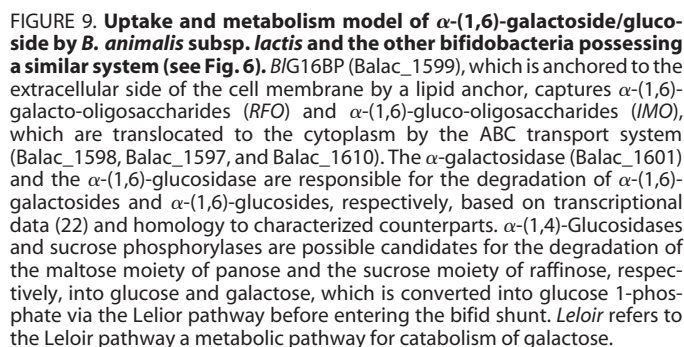 FIGURE 9. Uptake and metabolism model of α-(1,6)-galactoside/gluco-
side by B. animalis subsp. lactis and the other bifidobacteria possessing
a similar system (see Fig. 6). BlG16BP (Balac_1599), which is anchored to the
extracellular side of the cell membrane by a lipid anchor, captures α-(1,6)-
galacto-oligosaccharides (RFO) and α-(1,6)-gluco-oligosaccharides (IMO),
which are translocated to the cytoplasm by the ABC transport system
(Balac_1598, Balac_1597, and Balac_1610). The α-galactosidase (Balac_1601)
and the α-(1,6)-glucosidase are responsible for the degradation of α-(1,6)-
galactosides and α-(1,6)-glucosides, respectively, based on transcriptional
data (22) and homology to characterized counterparts. α-(1,4)-Glucosidases
and sucrose phosphorylases are possible candidates for the degradation of
the maltose moiety of panose and the sucrose moiety of raffinose, respec-
tively, into glucose and galactose, which is converted into glucose 1-phos-
phate via the Lelior pathway before entering the bifid shunt. Leloir refers to
the Leloir pathway a metabolic pathway for catabolism of galactose.